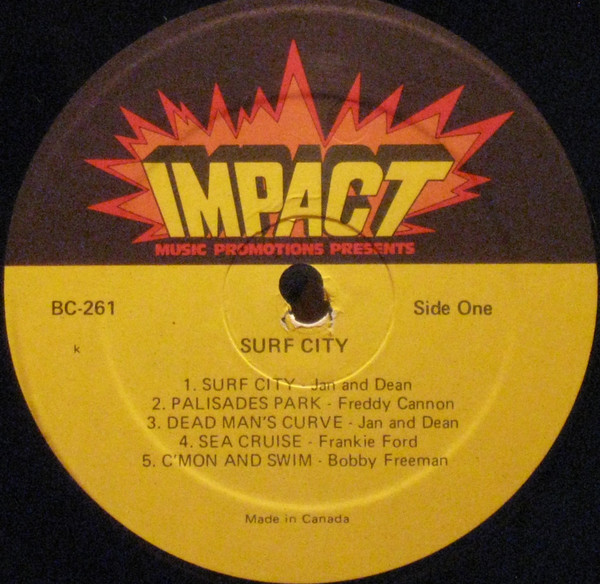 IMPACT
MUSIC PROMOTIONS PRESENTS
BC-261 Side One
k
SURF CITY
1. SURF CITY - Jan and Dean
2. PALISADES PARK - Freddy Cannon
3. DEAD MAN'S CURVE - Jan and Dean
4. SEA CRUISE - Frankie Ford
5. C'MON AND SWIM - Bobby Freeman
Made in Canada